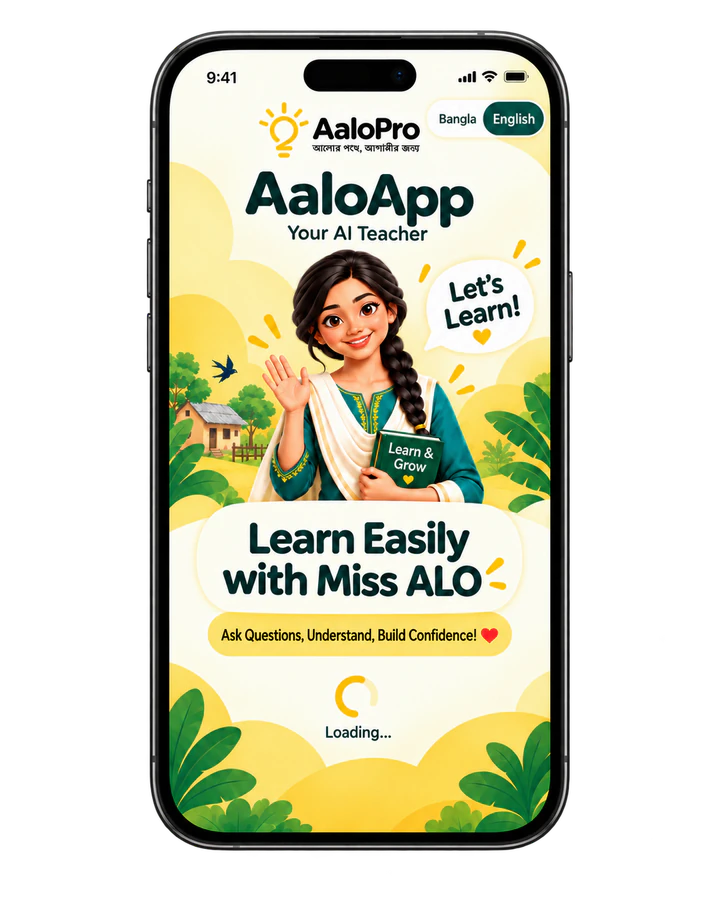 9:41
Bangla English
AaloPro
আলোর পথে, আগামীর জন্য
AaloApp
Your AI Teacher
Let's
Learn!
Learn &
Grow
Learn Easily
with Miss ALO
Ask Questions, Understand, Build Confidence! ❤️
Loading...